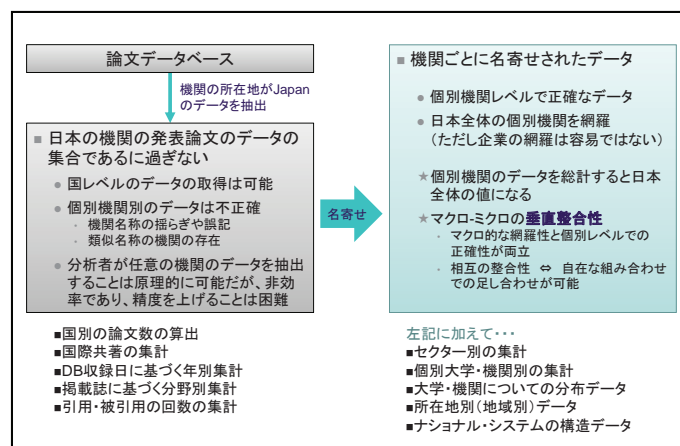 論文データベース
機関の所在地がJapan
のデータを抽出
■ 日本の機関の発表論文のデータの
集合であるに過ぎない
● 国レベルのデータの取得は可能
● 個別機関別のデータは不正確
・ 機関名称の揺らぎや誤記
・ 類似名称の機関の存在
● 分析者が任意の機関のデータを抽出
することは原理的に可能だが、非効
率であり、精度を上げることは困難
■国別の論文数の算出
■国際共著の集計
■DB収録日に基づく年別集計
■掲載誌に基づく分野別集計
■引用・被引用の回数の集計
名寄せ
■ 機関ごとに名寄せされたデータ
● 個別機関レベルで正確なデータ
● 日本全体の個別機関を網羅
(ただし企業の網羅は容易ではない)
★個別機関のデータを総計すると日本
全体の値になる
★マクロ-ミクロの垂直整合性
・ マクロ的な網羅性と個別レベルでの
正確性が両立
・ 相互の整合性 ⇔ 自在な組み合わせ
での足し合わせが可能
左記に加えて・・・
■セクター別の集計
■個別大学・機関別の集計
■大学・機関についての分布データ
■所在地別(地域別)データ
■ナショナル・システムの構造データ